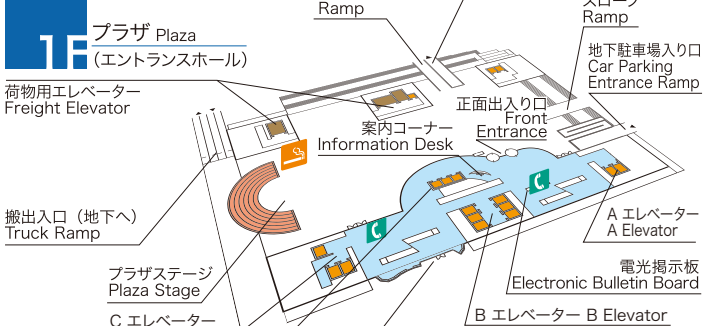 1F
プラザ Plaza
（エントランスホール）
荷物用エレベーター
Freight Elevator
Ramp
スロープ
Ramp
地下駐車場入り口
Car Parking
Entrance Ramp
正面出入り口
Front
Entrance
案内コーナー
Information Desk
搬出入口（地下へ）
Truck Ramp
プラザステージ
Plaza Stage
C エレベーター
A エレベーター
A Elevator
電光掲示板
Electronic Bulletin Board
B エレベーター B Elevator